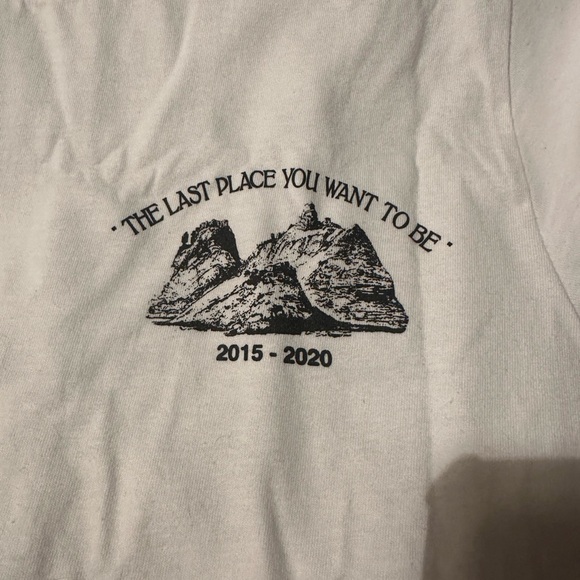 · THE LAST PLACE YOU WANT TO BE ·
2015 - 2020